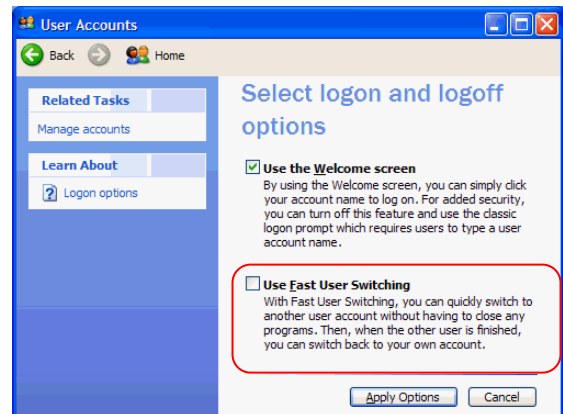 User Accounts
Back Home
Related Tasks
Manage accounts
Learn About
Logon options
Select logon and logoff
options
Use the Welcome screen
By using the Welcome screen, you can simply click
your account name to log on. For added security,
you can turn off this feature and use the classic
logon prompt which requires users to type a user
account name.
Use Fast User Switching
With Fast User Switching, you can quickly switch to
another user account without having to close any
programs. Then, when the other user is finished,
you can switch back to your own account.
Apply Options Cancel